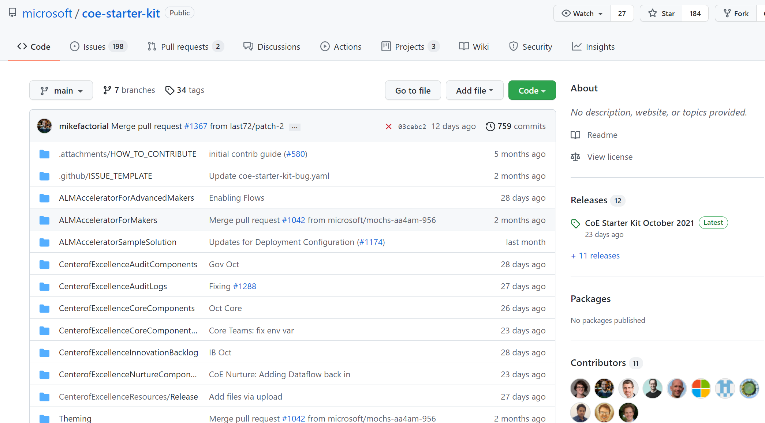 microsoft / coe-starter-kit Public Watch 27 Star 184 Fork
Code Issues 198 Pull requests 2 Discussions Actions Projects 3 Wiki Security Insights
main 7 branches 34 tags Go to file Add file Code
mikefactorial Merge pull request #1367 from last72/patch-2 ... 03cabc2 12 days ago 759 commits
.attachments/HOW_TO_CONTRIBUTE initial contrib guide (#580) 5 months ago
.github/ISSUE_TEMPLATE Update coe-starter-kit-bug.yaml 2 months ago
ALMAcceleratorForAdvancedMakers Enabling Flows 28 days ago
ALMAcceleratorForMakers Merge pull request #1042 from microsoft/mochs-aa4am-956 2 months ago
ALMAcceleratorSampleSolution Updates for Deployment Configuration (#1174) last month
CenterofExcellenceAuditComponents Gov Oct 28 days ago
CenterofExcellenceAuditLogs Fixing #1288 27 days ago
CenterofExcellenceCoreComponents Oct Core 26 days ago
CenterofExcellenceCoreComponent... Core Teams: fix env var 23 days ago
CenterofExcellenceInnovationBacklog IB Oct 28 days ago
CenterofExcellenceNurtureCompon... CoE Nurture: Adding Dataflow back in 23 days ago
CenterofExcellenceResources/Release Add files via upload 27 days ago
Theming Merge pull request #1042 from microsoft/mochs-aa4am-956 2 months ago
About
No description, website, or topics provided.
Readme
View license
Releases 12
CoE Starter Kit October 2021 Latest
23 days ago
+ 11 releases
Packages
No packages published
Contributors 11